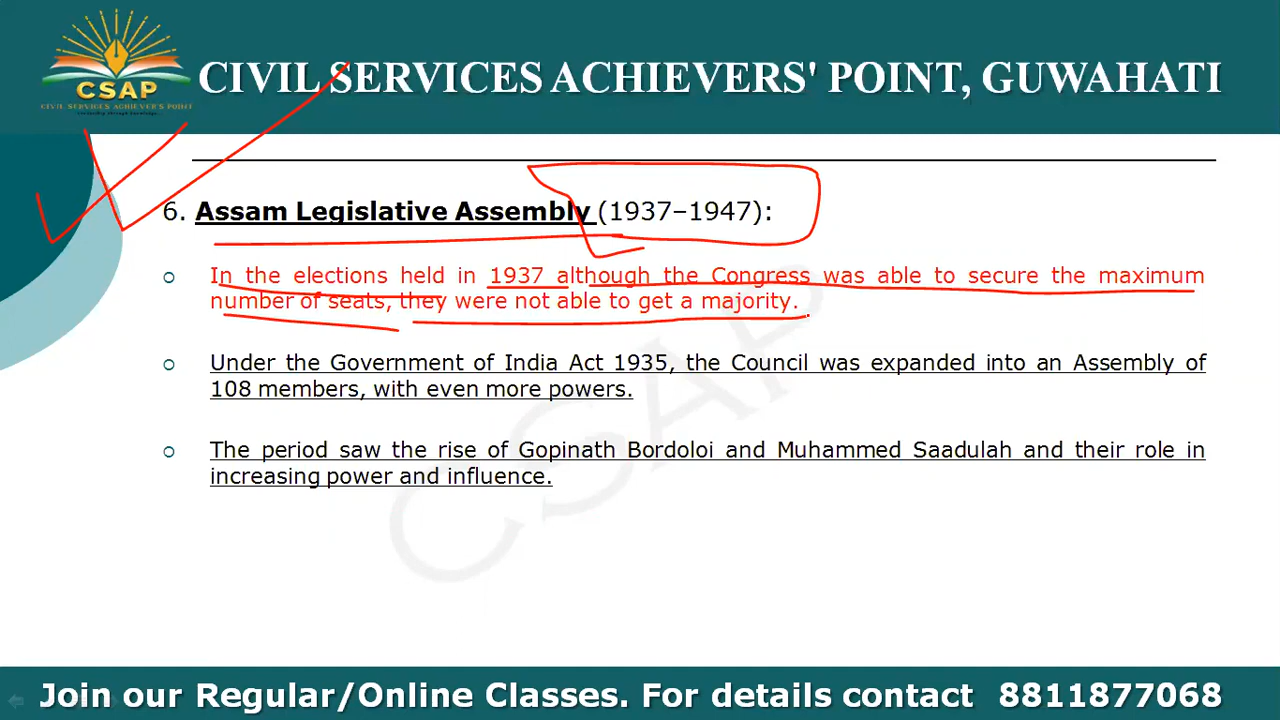 CSAP
CIVIL SERVICES ACHIEVER'S POINT
CIVIL SERVICES ACHIEVERS' POINT, GUWAHATI
6. Assam Legislative Assembly (1937–1947):
In the elections held in 1937 although the Congress was able to secure the maximum
number of seats, they were not able to get a majority.
Under the Government of India Act 1935, the Council was expanded into an Assembly of
108 members, with even more powers.
The period saw the rise of Gopinath Bordoloi and Muhammed Saadulah and their role in
increasing power and influence.
CSAP
Join our Regular/Online Classes. For details contact 8811877068